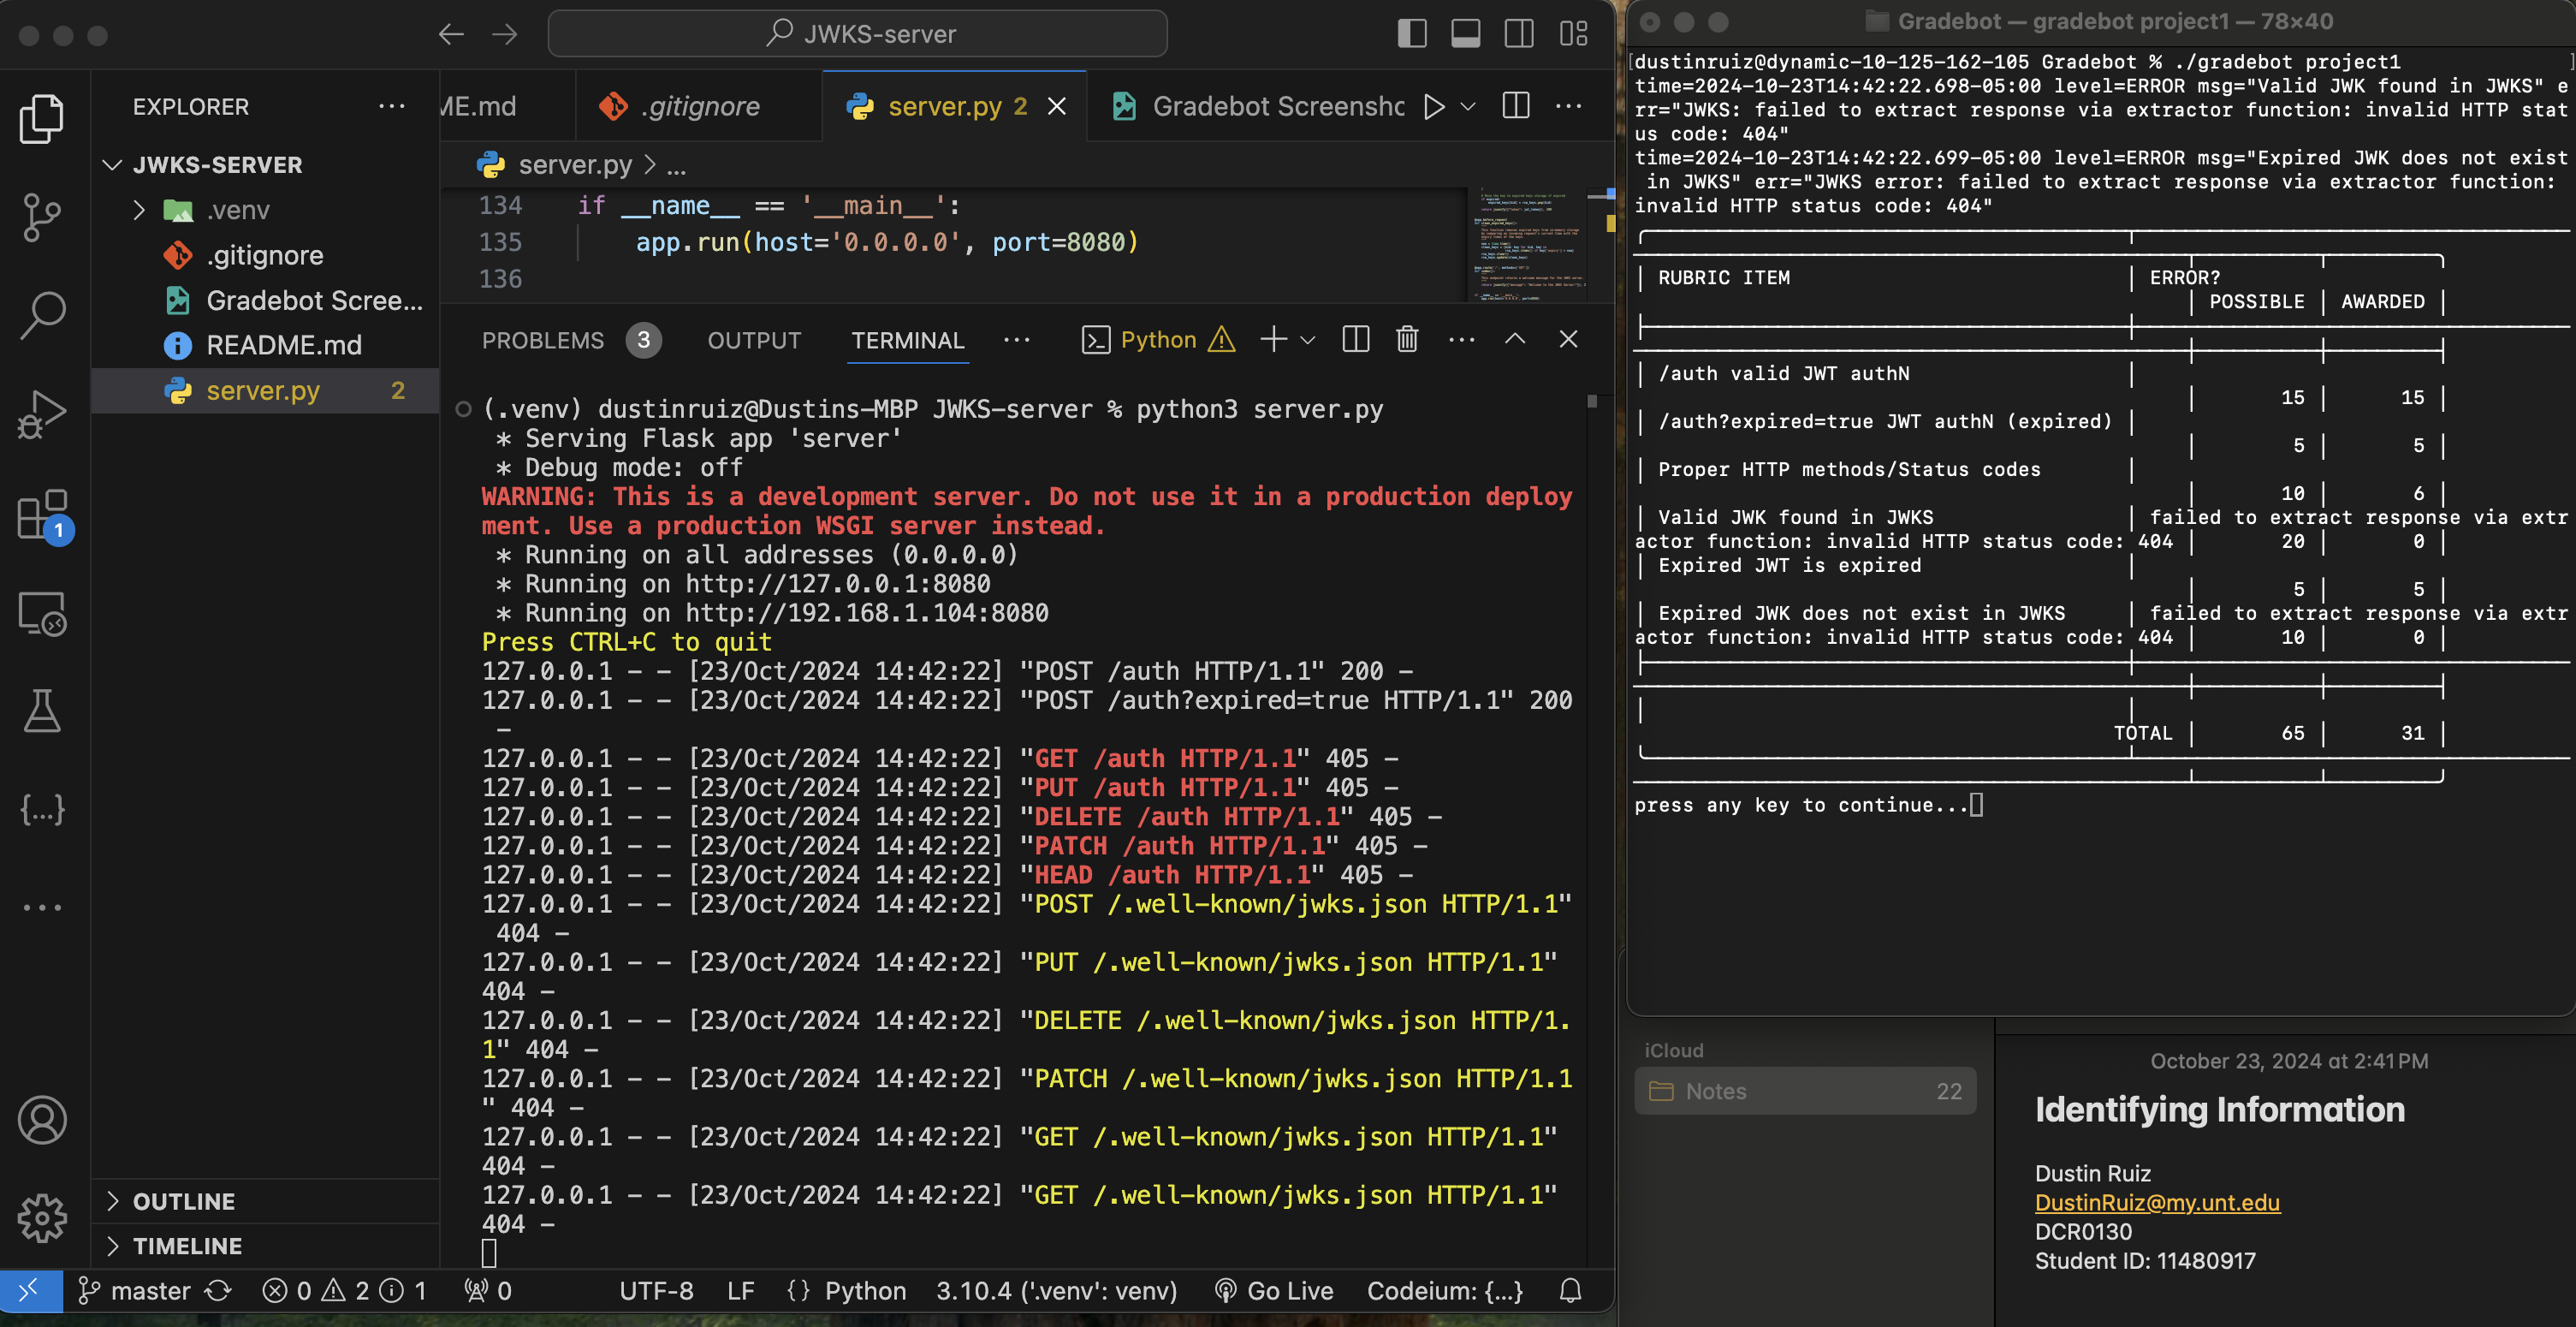 JWKS-server
EXPLORER
JWKS-SERVER
.venv
.gitignore
Gradebot Scree...
README.md
server.py 2
OUTLINE
TIMELINE
1
ME.md
.gitignore
server.py 2
Gradebot Screensho
server.py > ...
134 if __name__ == '__main__':
135 app.run(host='0.0.0.0', port=8080)
136
PROBLEMS 3 OUTPUT TERMINAL Python
(.venv) dustinruiz@Dustins-MBP JWKS-server % python3 server.py
* Serving Flask app 'server'
* Debug mode: off
WARNING: This is a development server. Do not use it in a production deploy
ment. Use a production WSGI server instead.
* Running on all addresses (0.0.0.0)
* Running on http://127.0.0.1:8080
* Running on http://192.168.1.104:8080
Press CTRL+C to quit
127.0.0.1 - - [23/Oct/2024 14:42:22] "POST /auth HTTP/1.1" 200 -
127.0.0.1 - - [23/Oct/2024 14:42:22] "POST /auth?expired=true HTTP/1.1" 200
-
127.0.0.1 - - [23/Oct/2024 14:42:22] "GET /auth HTTP/1.1" 405 -
127.0.0.1 - - [23/Oct/2024 14:42:22] "PUT /auth HTTP/1.1" 405 -
127.0.0.1 - - [23/Oct/2024 14:42:22] "DELETE /auth HTTP/1.1" 405 -
127.0.0.1 - - [23/Oct/2024 14:42:22] "PATCH /auth HTTP/1.1" 405 -
127.0.0.1 - - [23/Oct/2024 14:42:22] "HEAD /auth HTTP/1.1" 405 -
127.0.0.1 - - [23/Oct/2024 14:42:22] "POST /.well-known/jwks.json HTTP/1.1"
404 -
127.0.0.1 - - [23/Oct/2024 14:42:22] "PUT /.well-known/jwks.json HTTP/1.1"
404 -
127.0.0.1 - - [23/Oct/2024 14:42:22] "DELETE /.well-known/jwks.json HTTP/1.
1" 404 -
127.0.0.1 - - [23/Oct/2024 14:42:22] "PATCH /.well-known/jwks.json HTTP/1.1
" 404 -
127.0.0.1 - - [23/Oct/2024 14:42:22] "GET /.well-known/jwks.json HTTP/1.1"
404 -
127.0.0.1 - - [23/Oct/2024 14:42:22] "GET /.well-known/jwks.json HTTP/1.1"
404 -
master 0 2 1 0 UTF-8 LF {} Python 3.10.4 ('.venv': venv) Go Live Codeium: {...}
Gradebot — gradebot project1 — 78×40
[dustinruiz@dynamic-10-125-162-105 Gradebot % ./gradebot project1 ]
time=2024-10-23T14:42:22.698-05:00 level=ERROR msg="Valid JWK found in JWKS" e
rr="JWKS: failed to extract response via extractor function: invalid HTTP stat
us code: 404"
time=2024-10-23T14:42:22.699-05:00 level=ERROR msg="Expired JWK does not exist
in JWKS" err="JWKS error: failed to extract response via extractor function:
invalid HTTP status code: 404"
RUBRIC ITEM ERROR?
POSSIBLE AWARDED
/auth valid JWT authN
15 15
/auth?expired=true JWT authN (expired)
5 5
Proper HTTP methods/Status codes
10 6
Valid JWK found in JWKS failed to extract response via extr
actor function: invalid HTTP status code: 404 20 0
Expired JWT is expired
5 5
Expired JWK does not exist in JWKS failed to extract response via extr
actor function: invalid HTTP status code: 404 10 0
TOTAL 65 31
press any key to continue...
iCloud
Notes 22
October 23, 2024 at 2:41 PM
Identifying Information
Dustin Ruiz
DustinRuiz@my.unt.edu
DCR0130
Student ID: 11480917